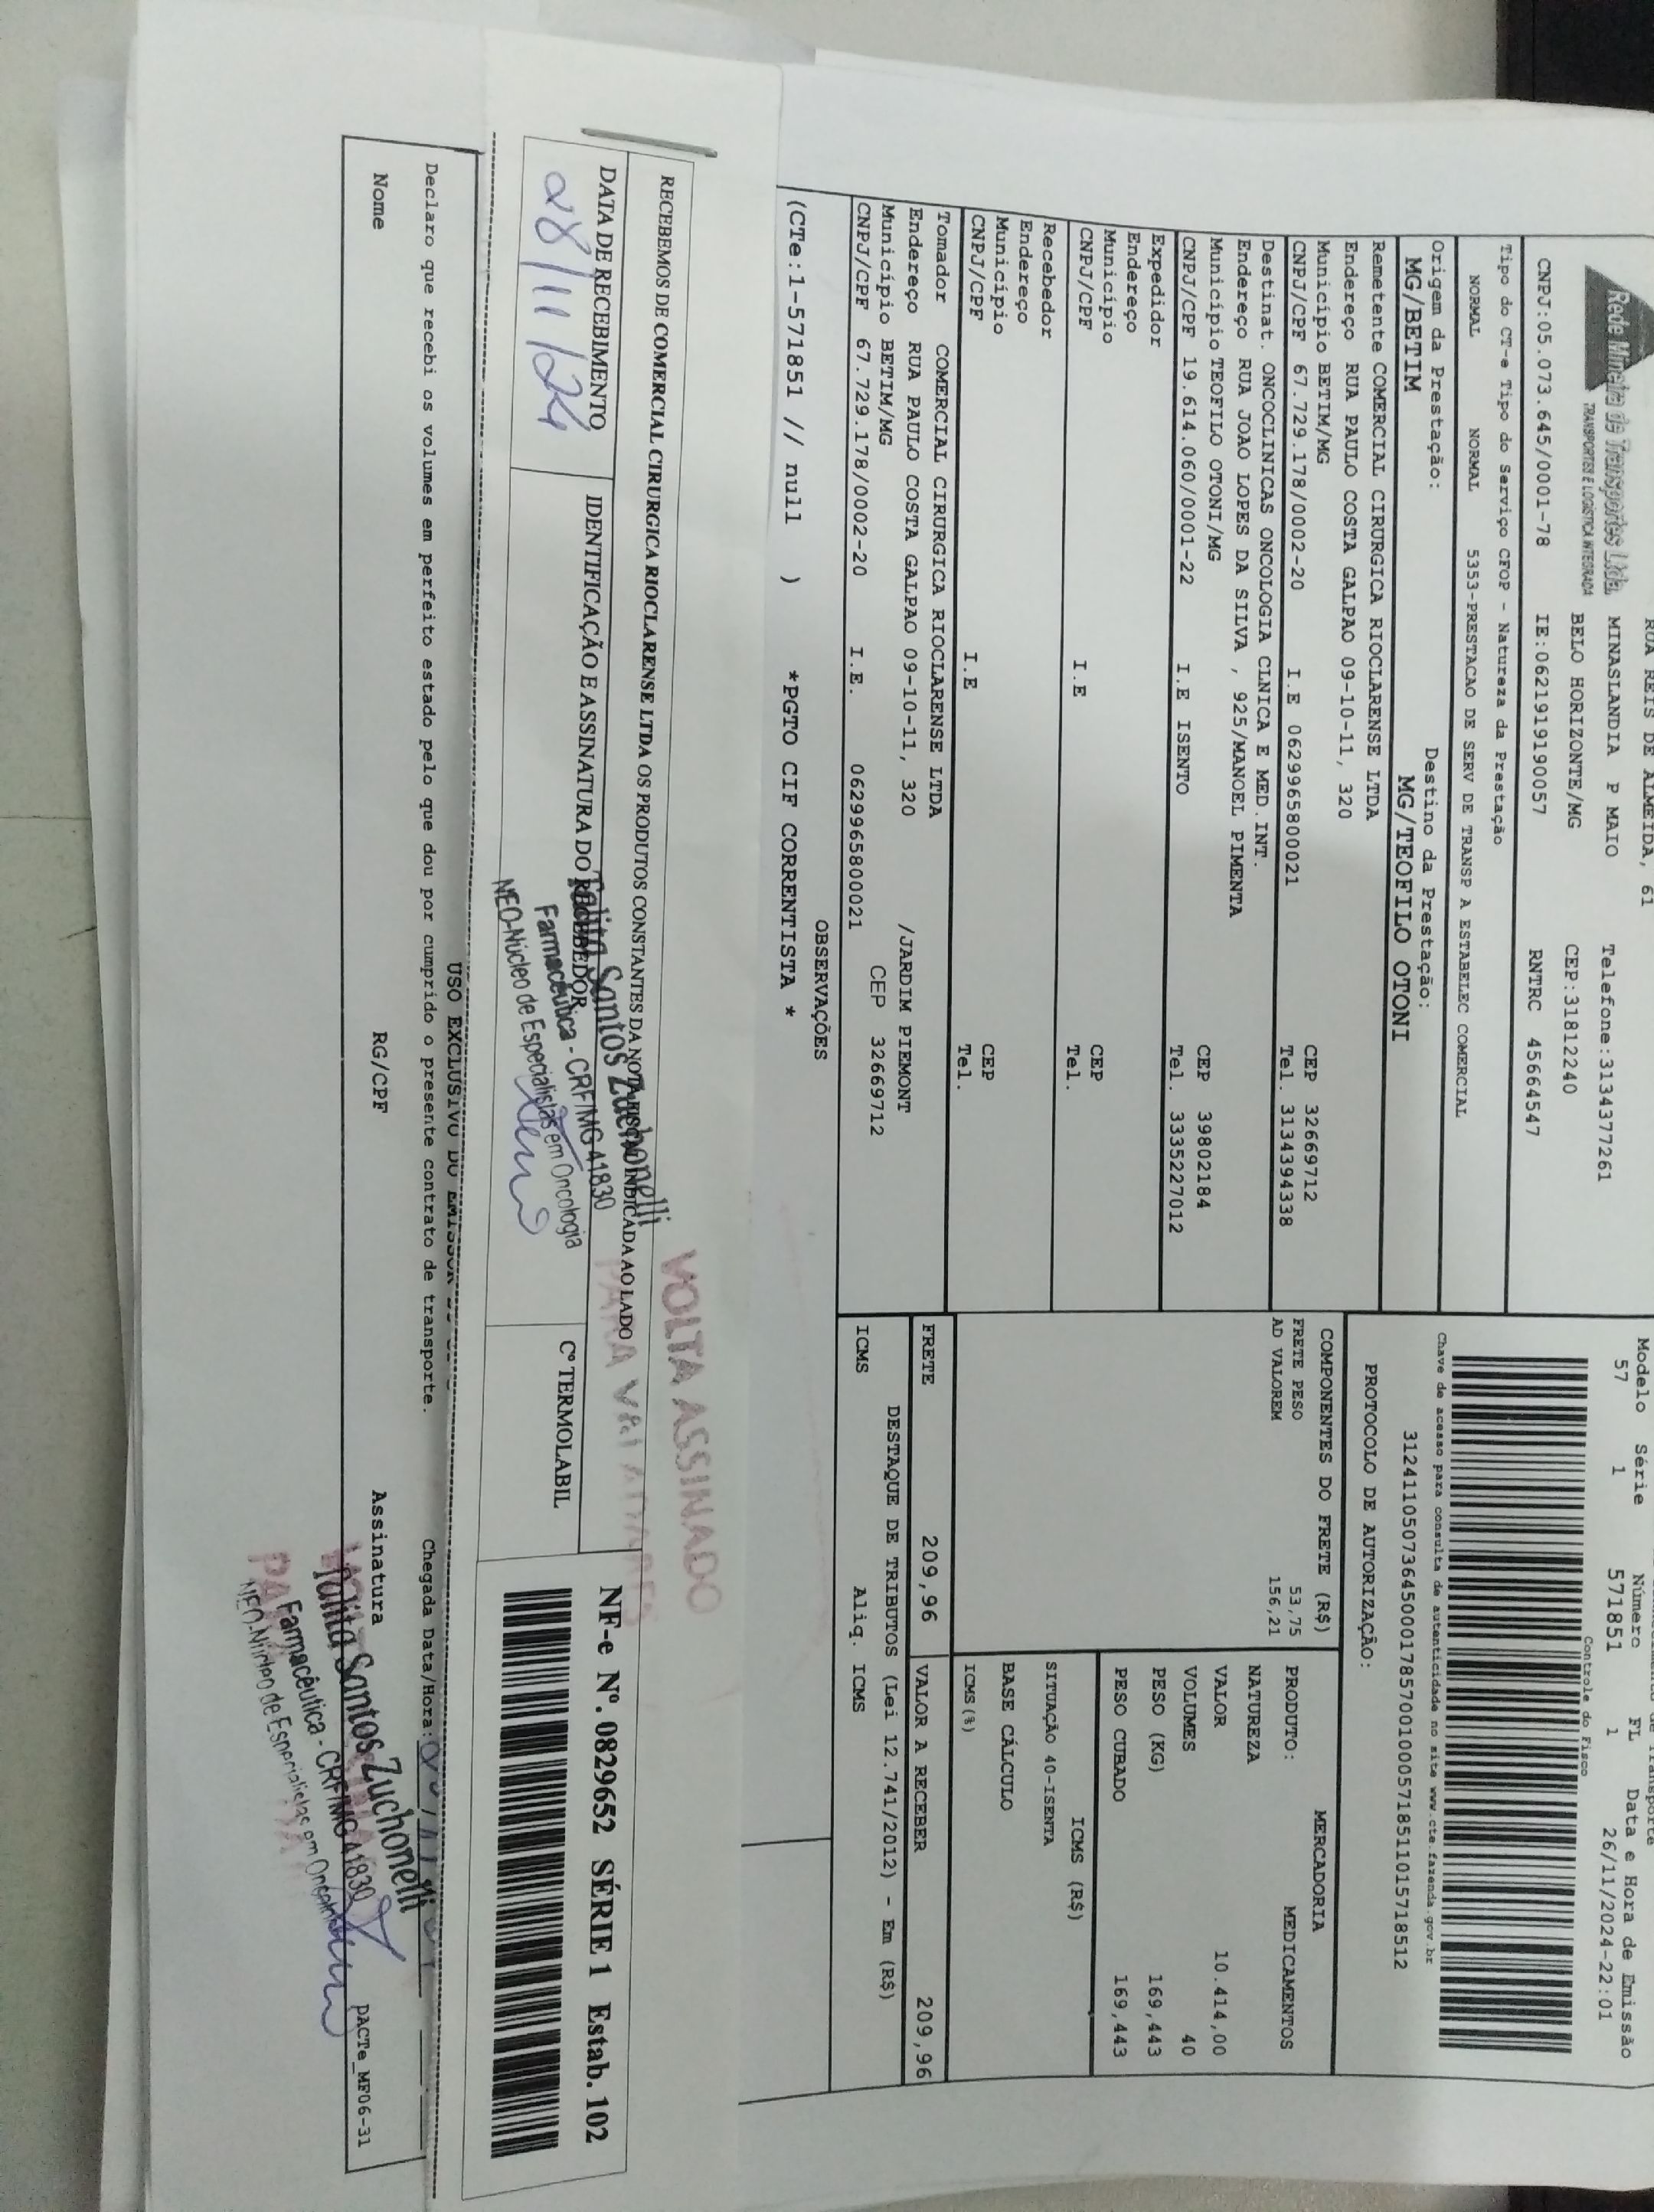 RUA REIS DE ALMEIDA, 61
Rede Mineira de Transportes Ltda
TRANSPORTES E LOGÍSTICA INTEGRADA
MINASLANDIA P MAIO Telefone:3134377261
BELO HORIZONTE/MG CEP:31812240
CNPJ:05.073.645/0001-78 IE:0621919190057 RNTRC 45664547
Tipo do CT-e Tipo do Serviço CFOP - Natureza da Prestação
NORMAL NORMAL 5353-PRESTACAO DE SERV DE TRANSP A ESTABELEC COMERCIAL
Origem da Prestação: Destino da Prestação:
MG/BETIM MG/TEOFILO OTONI
Remetente COMERCIAL CIRURGICA RIOCLARENSE LTDA
Endereço RUA PAULO COSTA GALPAO 09-10-11, 320
Município BETIM/MG CEP 32669712
CNPJ/CPF 67.729.178/0002-20 I.E 0629965800021 Tel. 3134394338
Destinat. ONCOCLINICAS ONCOLOGIA CLNICA E MED.INT.
Endereço RUA JOAO LOPES DA SILVA , 925/MANOEL PIMENTA
Município TEOFILO OTONI/MG CEP 39802184
CNPJ/CPF 19.614.060/0001-22 I.E ISENTO Tel. 3335227012
Expedidor
Endereço
Município CEP
CNPJ/CPF I.E Tel.
Recebedor
Endereço
Município CEP
CNPJ/CPF I.E Tel.
Tomador COMERCIAL CIRURGICA RIOCLARENSE LTDA
Endereço RUA PAULO COSTA GALPAO 09-10-11, 320 /JARDIM PIEMONT
Município BETIM/MG CEP 32669712
CNPJ/CPF 67.729.178/0002-20 I.E. 0629965800021
Modelo Série Número FL Data e Hora de Emissão
57 1 571851 1 26/11/2024-22:01
Controle do Fisco
Chave de acesso para consulta de autenticidade no site www.cte.fazenda.gov.br
31241105073645000178570010005718511015718512
PROTOCOLO DE AUTORIZAÇÃO:
COMPONENTES DO FRETE (R$)
FRETE PESO 53,75
AD VALOREM 156,21
MERCADORIA
PRODUTO: MEDICAMENTOS
NATUREZA
VALOR 10.414,00
VOLUMES 40
PESO (KG) 169,443
PESO CUBADO 169,443
ICMS (R$)
SITUAÇÃO 40-ISENTA
BASE CÁLCULO
ICMS(%)
FRETE 209,96 VALOR A RECEBER 209,96
DESTAQUE DE TRIBUTOS (Lei 12.741/2012) - Em (R$)
ICMS Aliq. ICMS
OBSERVAÇÕES
(CTe:1-571851 // null ) *PGTO CIF CORRENTISTA *
VOLTA ASSINADO
RECEBEMOS DE COMERCIAL CIRURGICA RIOCLARENSE LTDA OS PRODUTOS CONSTANTES DA NOTA FISCAL INDICADA AO LADO
DATA DE RECEBIMENTO
28/11/24
IDENTIFICAÇÃO E ASSINATURA DO RECEBEDOR
Talita Santos Zuchonelli
Farmacêutica - CRF/MG 41830
NEO-Núcleo de Especialistas em Oncologia
Cº TERMOLABIL
NF-e Nº. 0829652 SÉRIE 1 Estab. 102
USO EXCLUSIVO DO EMISSOR
Declaro que recebi os volumes em perfeito estado pelo que dou por cumprido o presente contrato de transporte. Chegada Data/Hora:
Nome RG/CPF Assinatura
Talita Santos Zuchonelli
Farmacêutica - CRF/MG 41830
NEO-Núcleo de Especialistas em Oncologia
DACTe_MF06-31